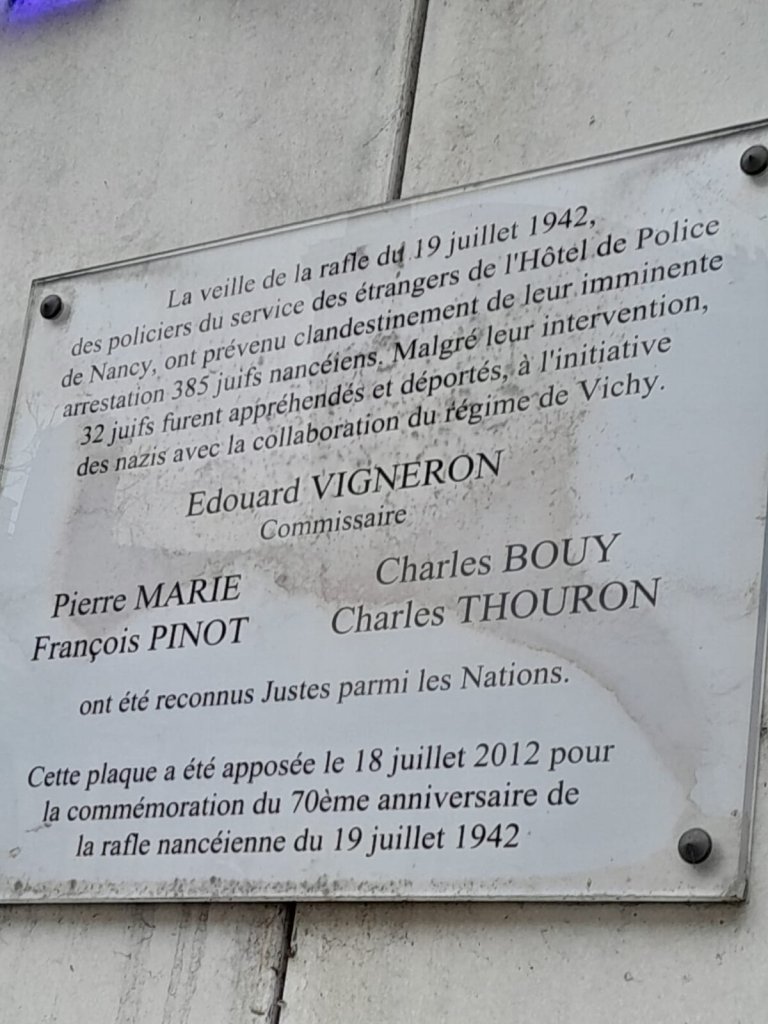 La veille de la rafle du 19 juillet 1942,
des policiers du service des étrangers de l'Hôtel de Police
de Nancy, ont prévenu clandestinement de leur imminente
arrestation 385 juifs nancéiens. Malgré leur intervention,
32 juifs furent appréhendés et déportés, à l'initiative
des nazis avec la collaboration du régime de Vichy.
Edouard VIGNERON
Commissaire
Pierre MARIE
François PINOT
Charles BOUY
Charles THOURON
ont été reconnus Justes parmi les Nations.
Cette plaque a été apposée le 18 juillet 2012 pour
la commémoration du 70ème anniversaire de
la rafle nancéienne du 19 juillet 1942